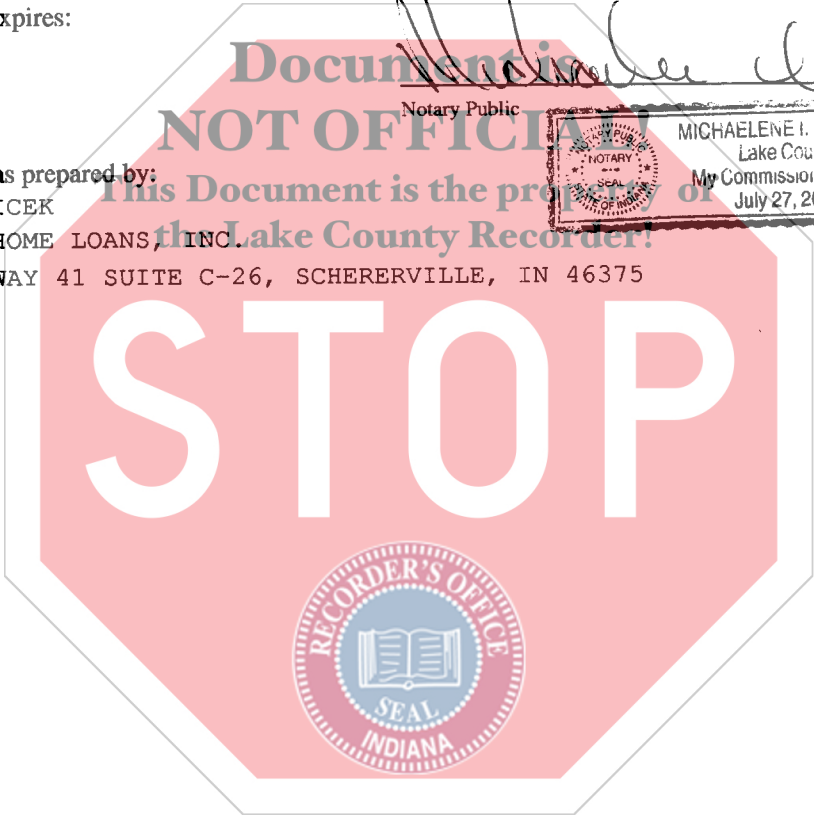 xpires:
Document is
Notary Public
NOT OFFICIAL!
MICHAELENE I.
NOTARY PUBLIC
NOTARY
SEAL
STATE OF INDIANA
Lake Cou
My Commission
July 27, 20
as prepared by:
This Document is the property of
ICEK
the Lake County Recorder!
HOME LOANS, INC.
WAY 41 SUITE C-26, SCHERERVILLE, IN 46375
STOP
RECORDER'S OFFICE
SEAL
INDIANA